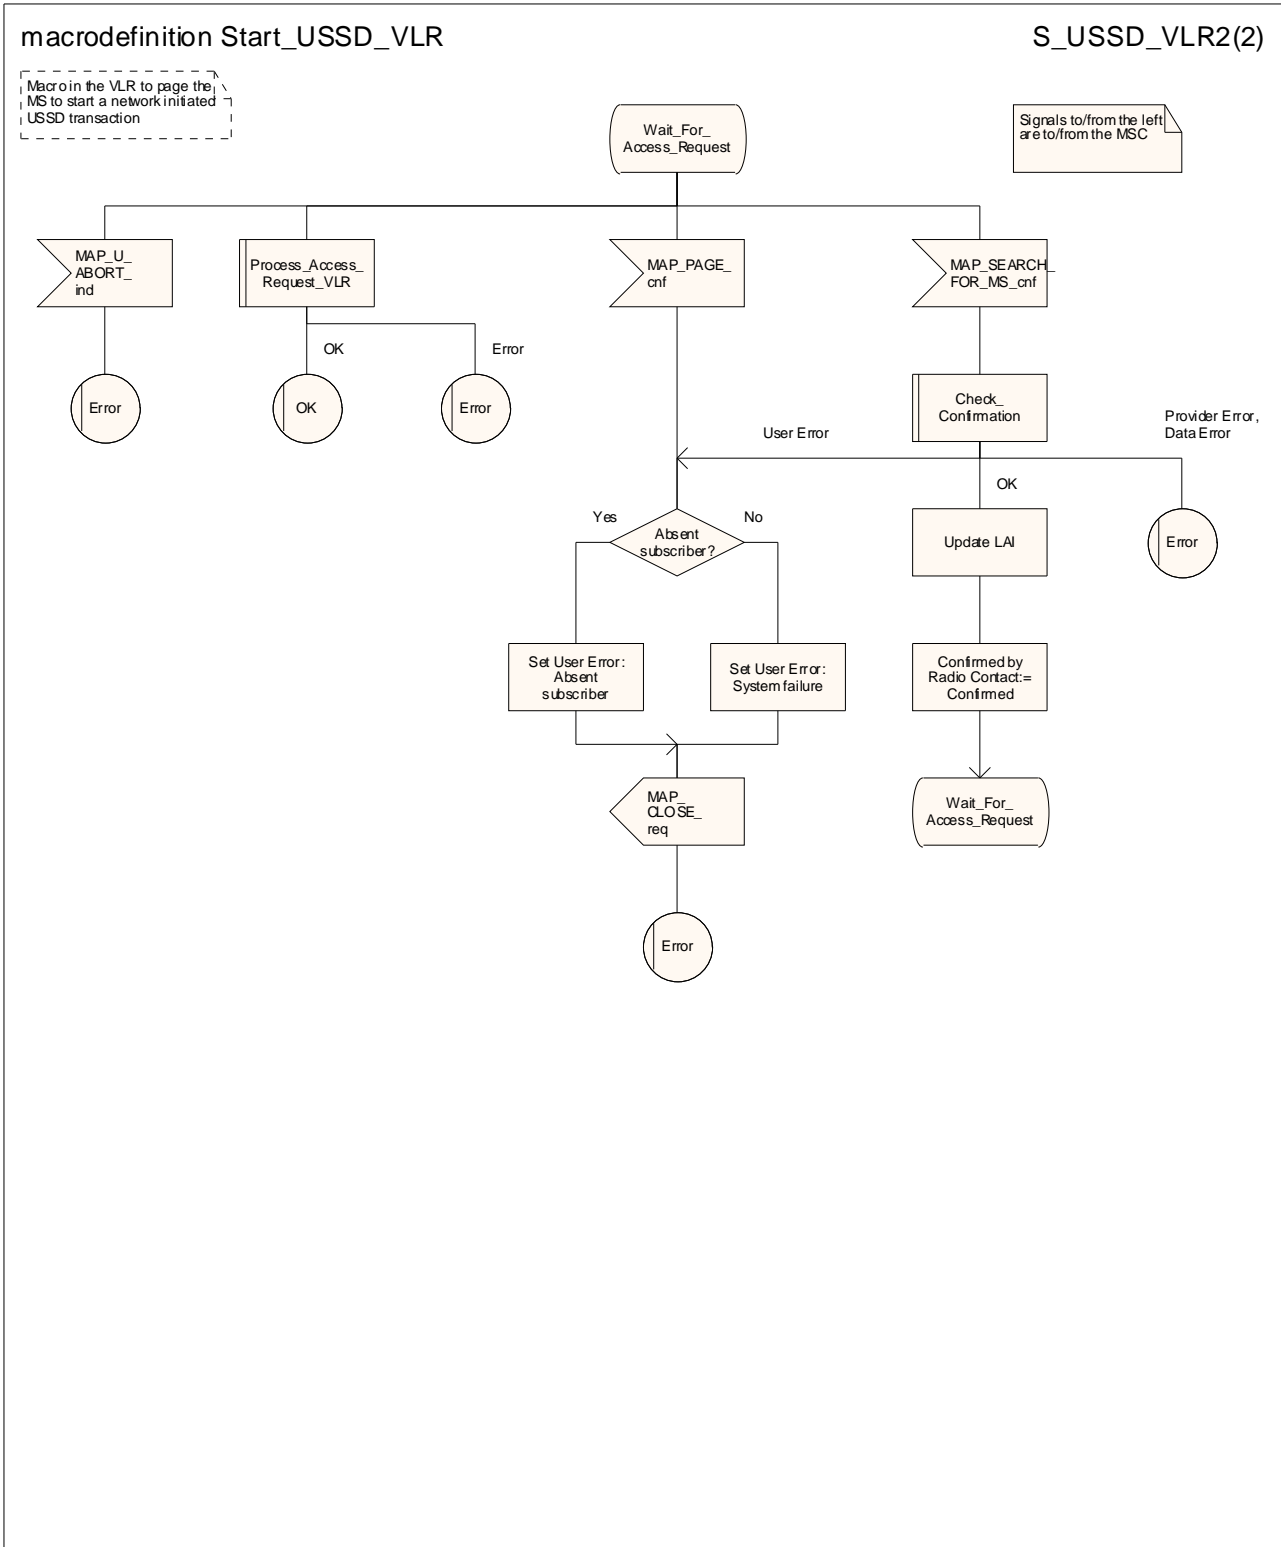 macrodefinition Start_USSD_VLR
S_USSD_VLR2(2)
Macro in the VLR to page the
MS to start a network initiated
USSD transaction
Signals to/from the left
are to/from the MSC
Wait_For_
Access_Request
MAP_U_
ABORT_
ind
Process_Access_
Request_VLR
MAP_PAGE_
cnf
MAP_SEARCH_
FOR_MS_cnf
OK
Error
Error
OK
Error
Check_
Confirmation
User Error
Provider Error,
Data Error
OK
Yes
No
Absent
subscriber?
Update LAI
Error
Set User Error:
Absent
subscriber
Set User Error:
System failure
Confirmed by
Radio Contact:=
Confirmed
MAP_
CLOSE_
req
Wait_For_
Access_Request
Error